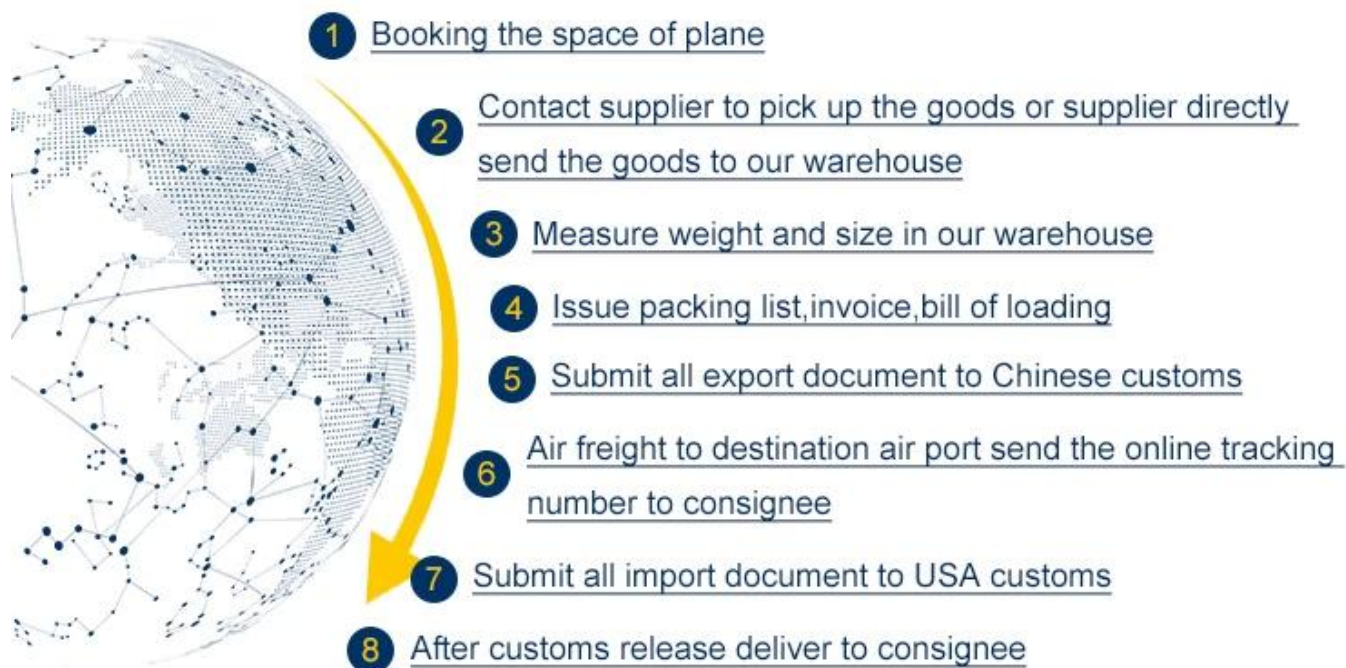 1 Booking the space of plane
2 Contact supplier to pick up the goods or supplier directly
send the goods to our warehouse
3 Measure weight and size in our warehouse
4 Issue packing list,invoice,bill of loading
5 Submit all export document to Chinese customs
6 Air freight to destination air port send the online tracking
number to consignee
7 Submit all import document to USA customs
8 After customs release deliver to consignee